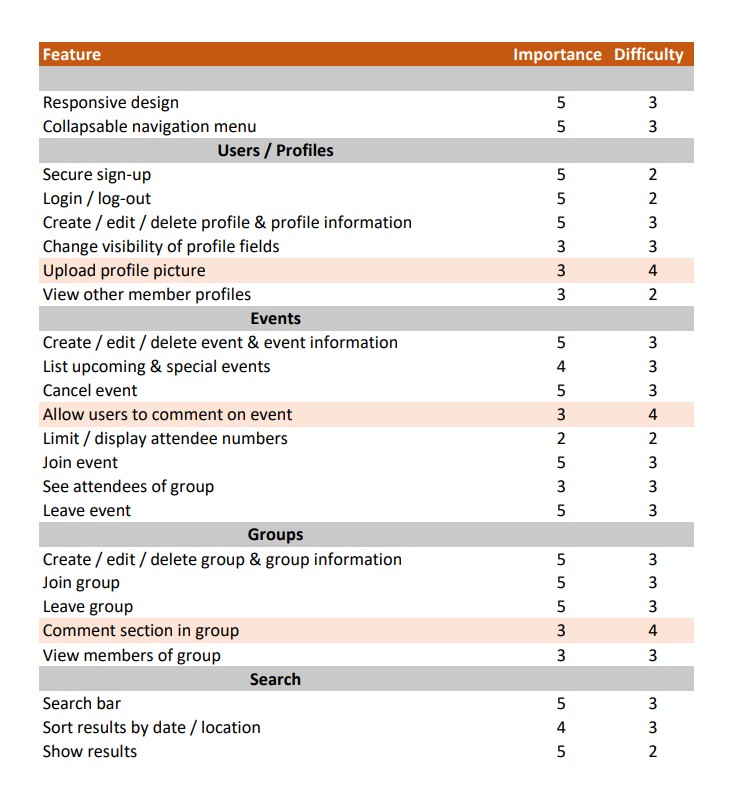 Feature Importance Difficulty
Responsive design 5 3
Collapsable navigation menu 5 3
Users / Profiles
Secure sign-up 5 2
Login / log-out 5 2
Create / edit / delete profile & profile information 5 3
Change visibility of profile fields 3 3
Upload profile picture 3 4
View other member profiles 3 2
Events
Create / edit / delete event & event information 5 3
List upcoming & special events 4 3
Cancel event 5 3
Allow users to comment on event 3 4
Limit / display attendee numbers 2 2
Join event 5 3
See attendees of group 3 3
Leave event 5 3
Groups
Create / edit / delete group & group information 5 3
Join group 5 3
Leave group 5 3
Comment section in group 3 4
View members of group 3 3
Search
Search bar 5 3
Sort results by date / location 4 3
Show results 5 2